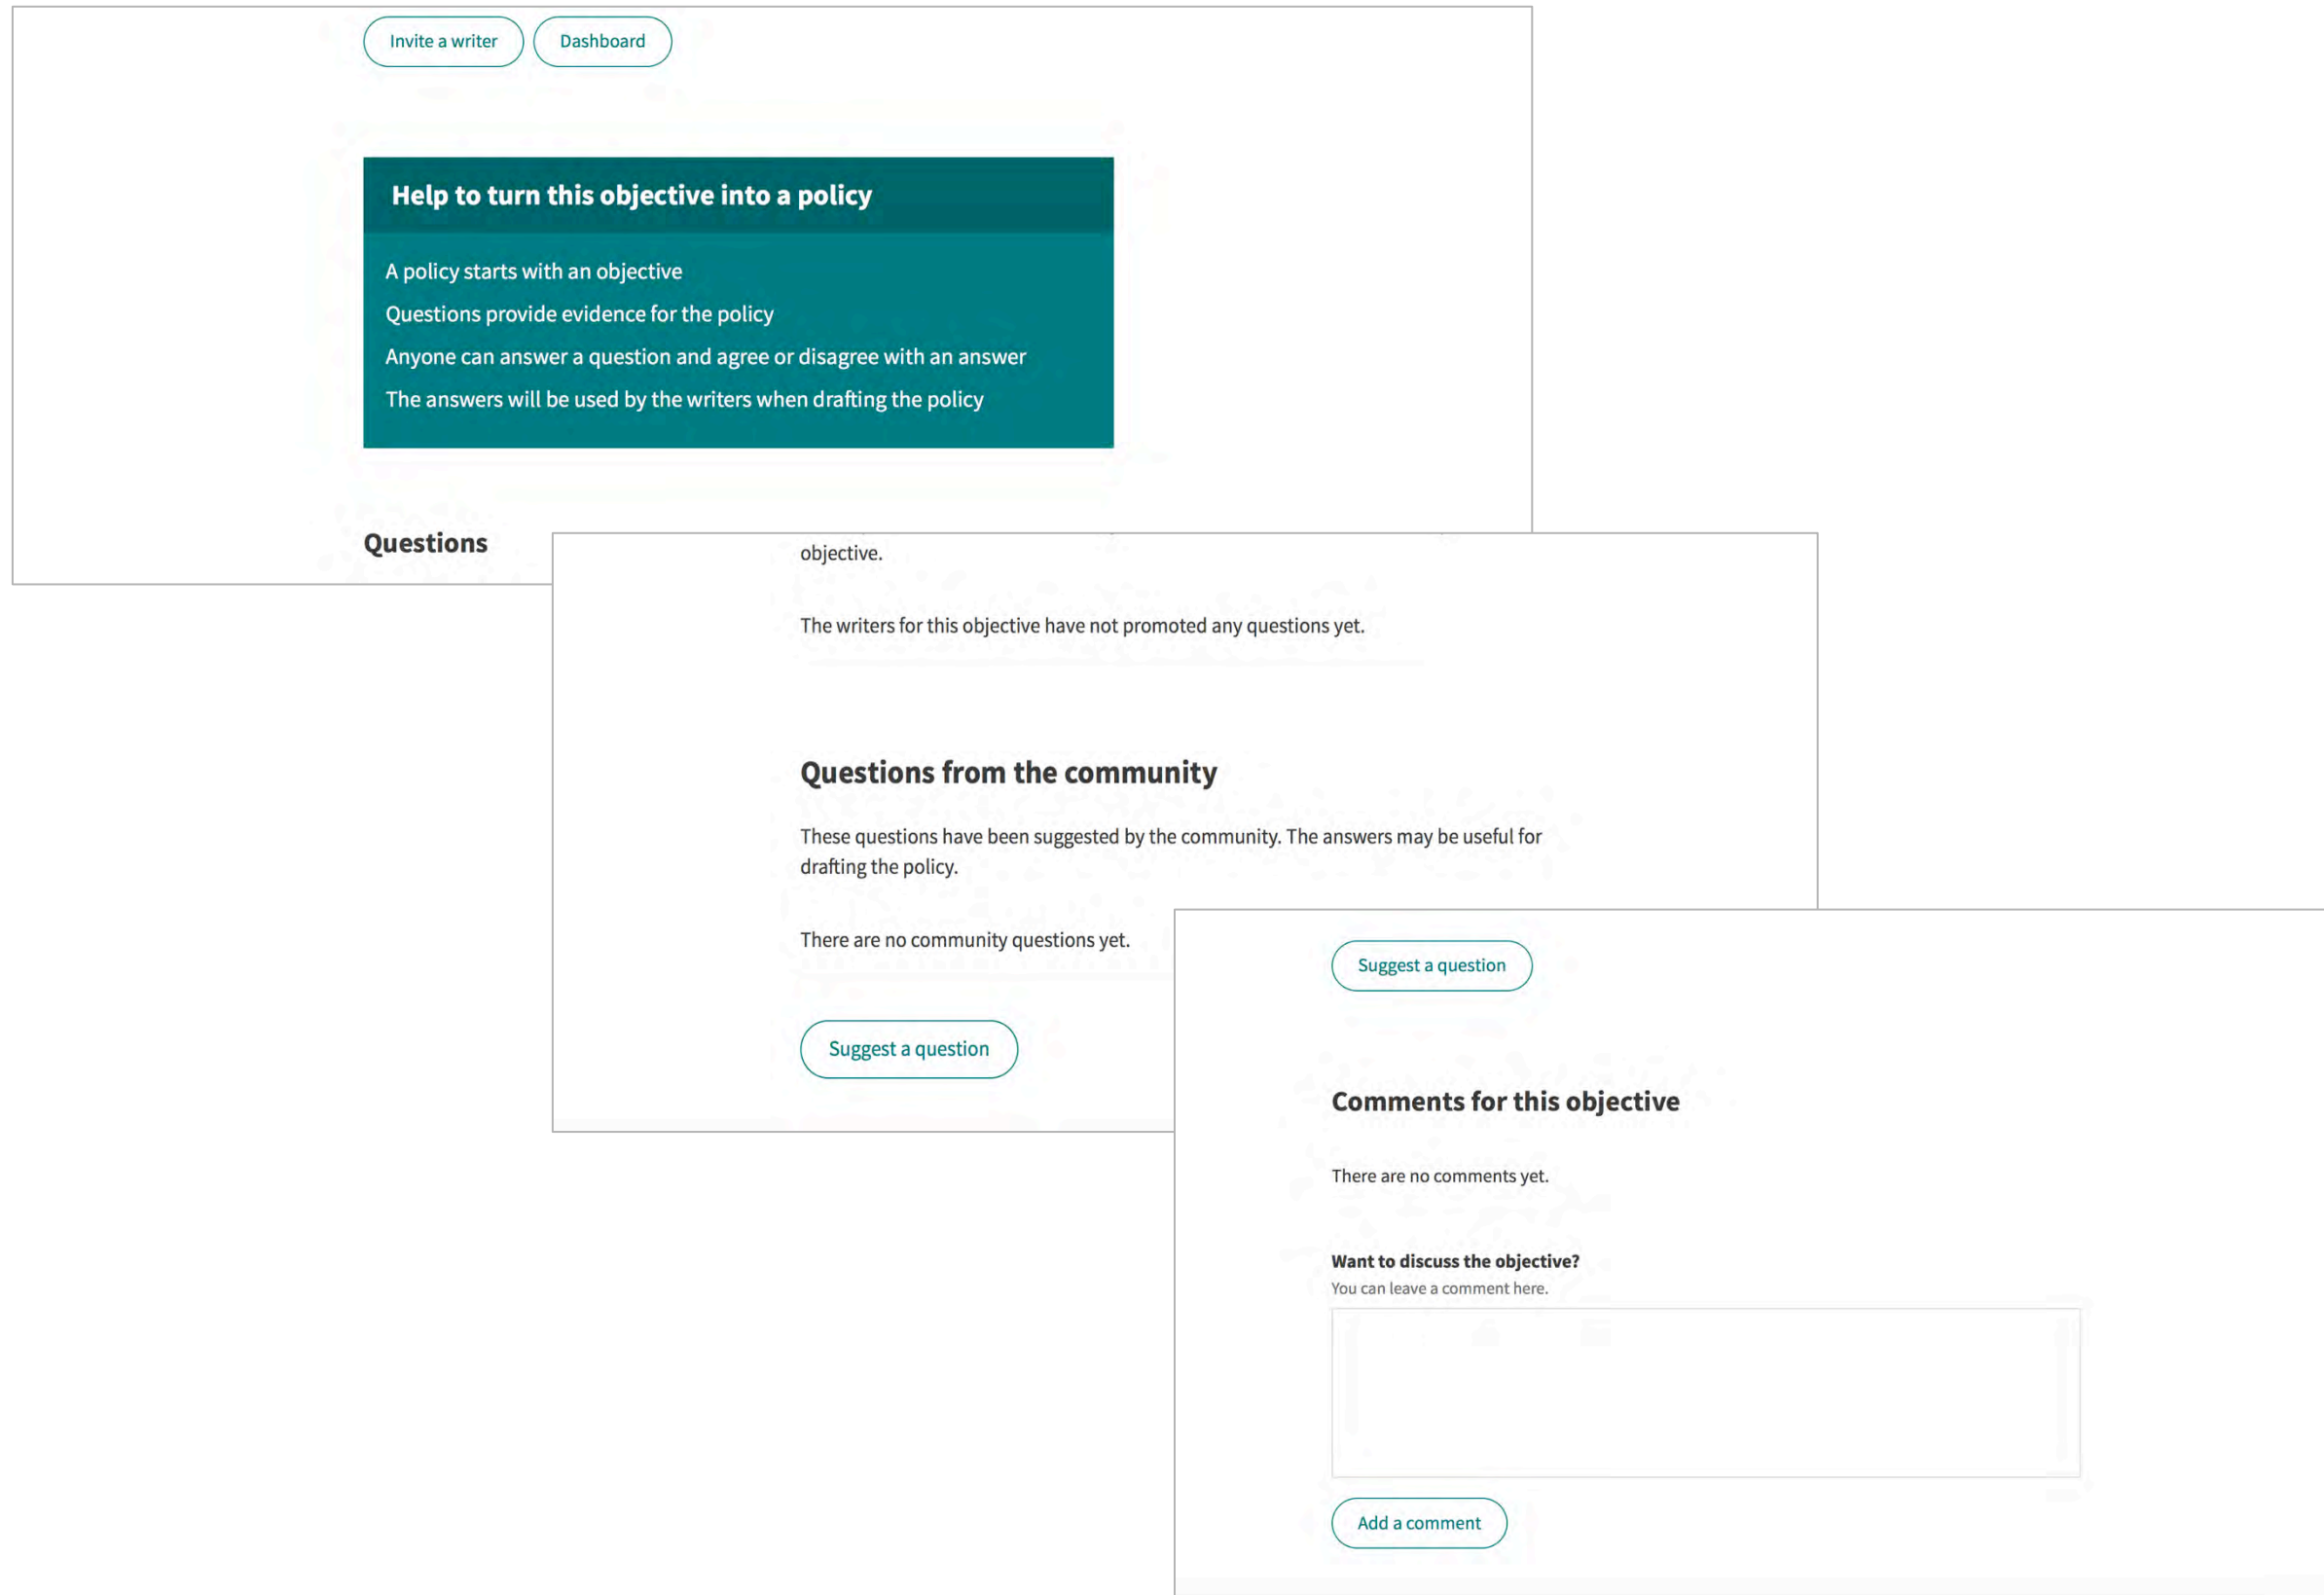 Invite a writer
Dashboard
Help to turn this objective into a policy
A policy starts with an objective
Questions provide evidence for the policy
Anyone can answer a question and agree or disagree with an answer
The answers will be used by the writers when drafting the policy
Questions
objective.
The writers for this objective have not promoted any questions yet.
Questions from the community
These questions have been suggested by the community. The answers may be useful for
drafting the policy.
There are no community questions yet.
Suggest a question
Suggest a question
Comments for this objective
There are no comments yet.
Want to discuss the objective?
You can leave a comment here.
Add a comment